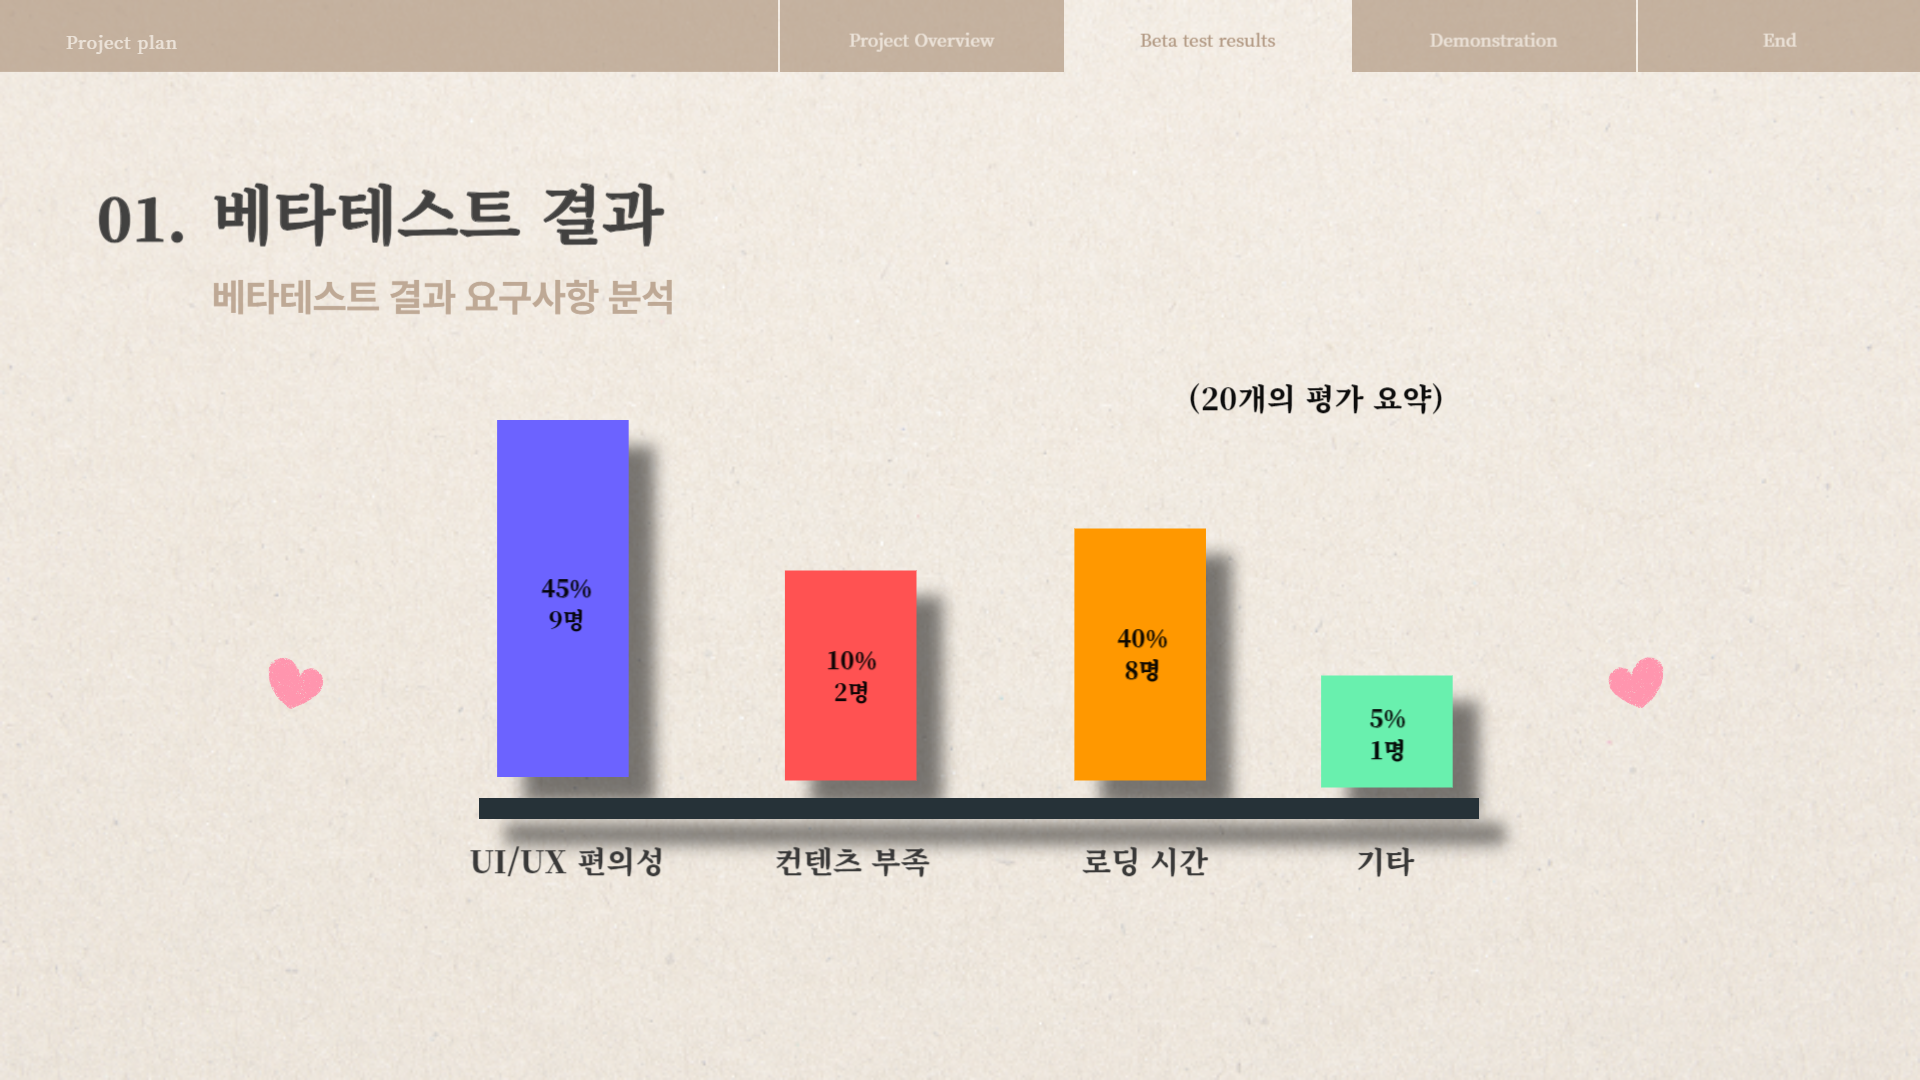 Project plan
Project Overview
Beta test results
Demonstration
End
01. 베타테스트 결과
베타테스트 결과 요구사항 분석
(20개의 평가 요약)
45%
9명
10%
2명
40%
8명
5%
1명
UI/UX 편의성
컨텐츠 부족
로딩 시간
기타